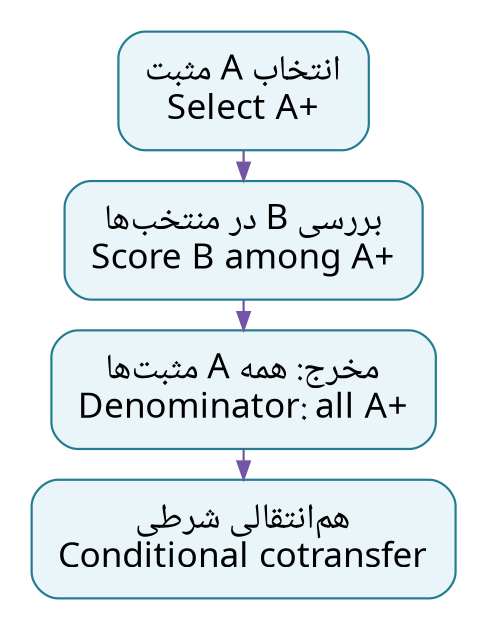 انتخاب A مثبت
Select A+
بررسی B در منتخب‌ها
Score B among A+
مخرج: همه A مثبت‌ها
Denominator: all A+
هم‌انتقالی شرطی
Conditional cotransfer